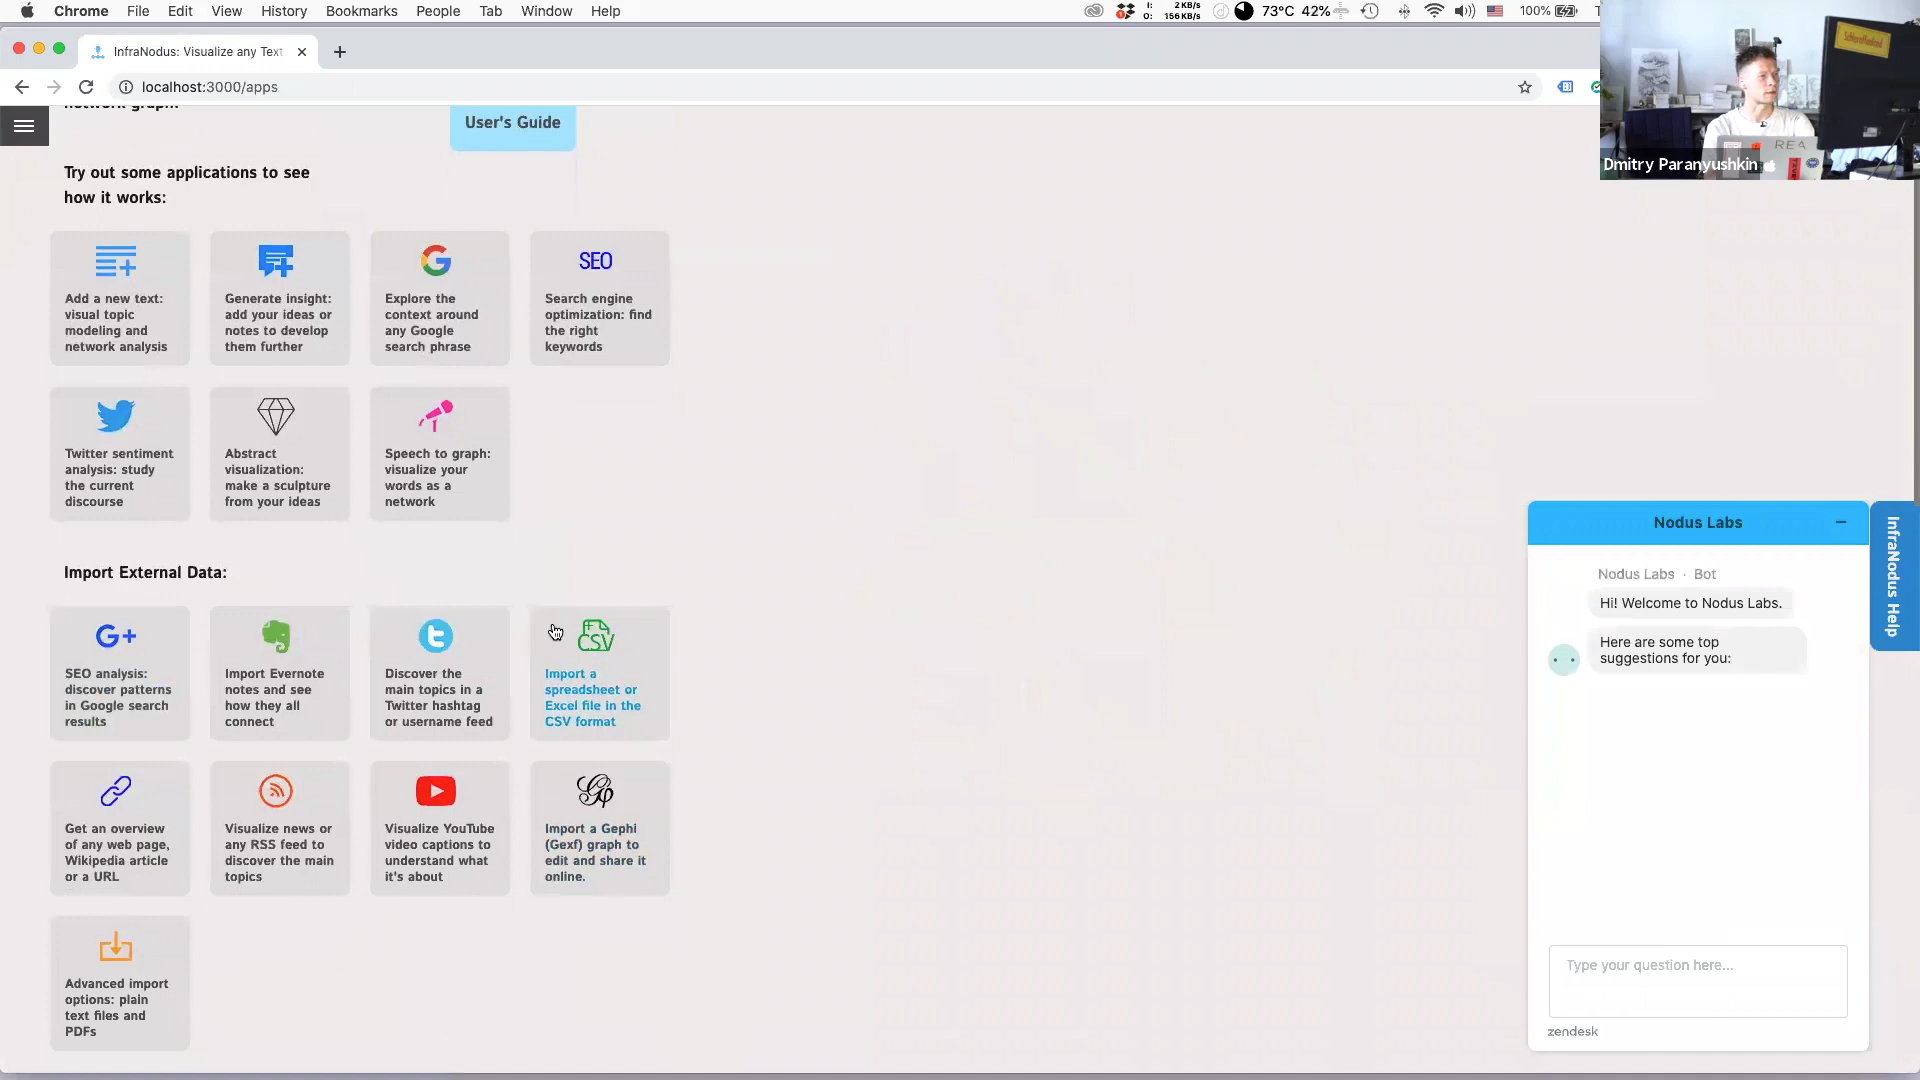 Chrome File Edit View History Bookmarks People Tab Window Help
I: 2 KB/s
O: 156 KB/s
73°C 42% 100%
InfraNodus: Visualize any Text
localhost:3000/apps
network graph.
User's Guide
Dmitry Paranyushkin
Try out some applications to see
how it works:
Add a new text:
visual topic
modeling and
network analysis
Generate insight:
add your ideas or
notes to develop
them further
Explore the
context around
any Google
search phrase
SEO
Search engine
optimization: find
the right
keywords
Twitter sentiment
analysis: study
the current
discourse
Abstract
visualization:
make a sculpture
from your ideas
Speech to graph:
visualize your
words as a
network
Import External Data:
G+
SEO analysis:
discover patterns
in Google search
results
Import Evernote
notes and see
how they all
connect
Discover the
main topics in a
Twitter hashtag
or username feed
CSV
Import a
spreadsheet or
Excel file in the
CSV format
Get an overview
of any web page,
Wikipedia article
or a URL
Visualize news or
any RSS feed to
discover the main
topics
Visualize YouTube
video captions to
understand what
it's about
Import a Gephi
(Gexf) graph to
edit and share it
online.
Advanced import
options: plain
text files and
PDFs
Nodus Labs
Nodus Labs · Bot
Hi! Welcome to Nodus Labs.
Here are some top
suggestions for you:
Type your question here...
zendesk
InfraNodus Help